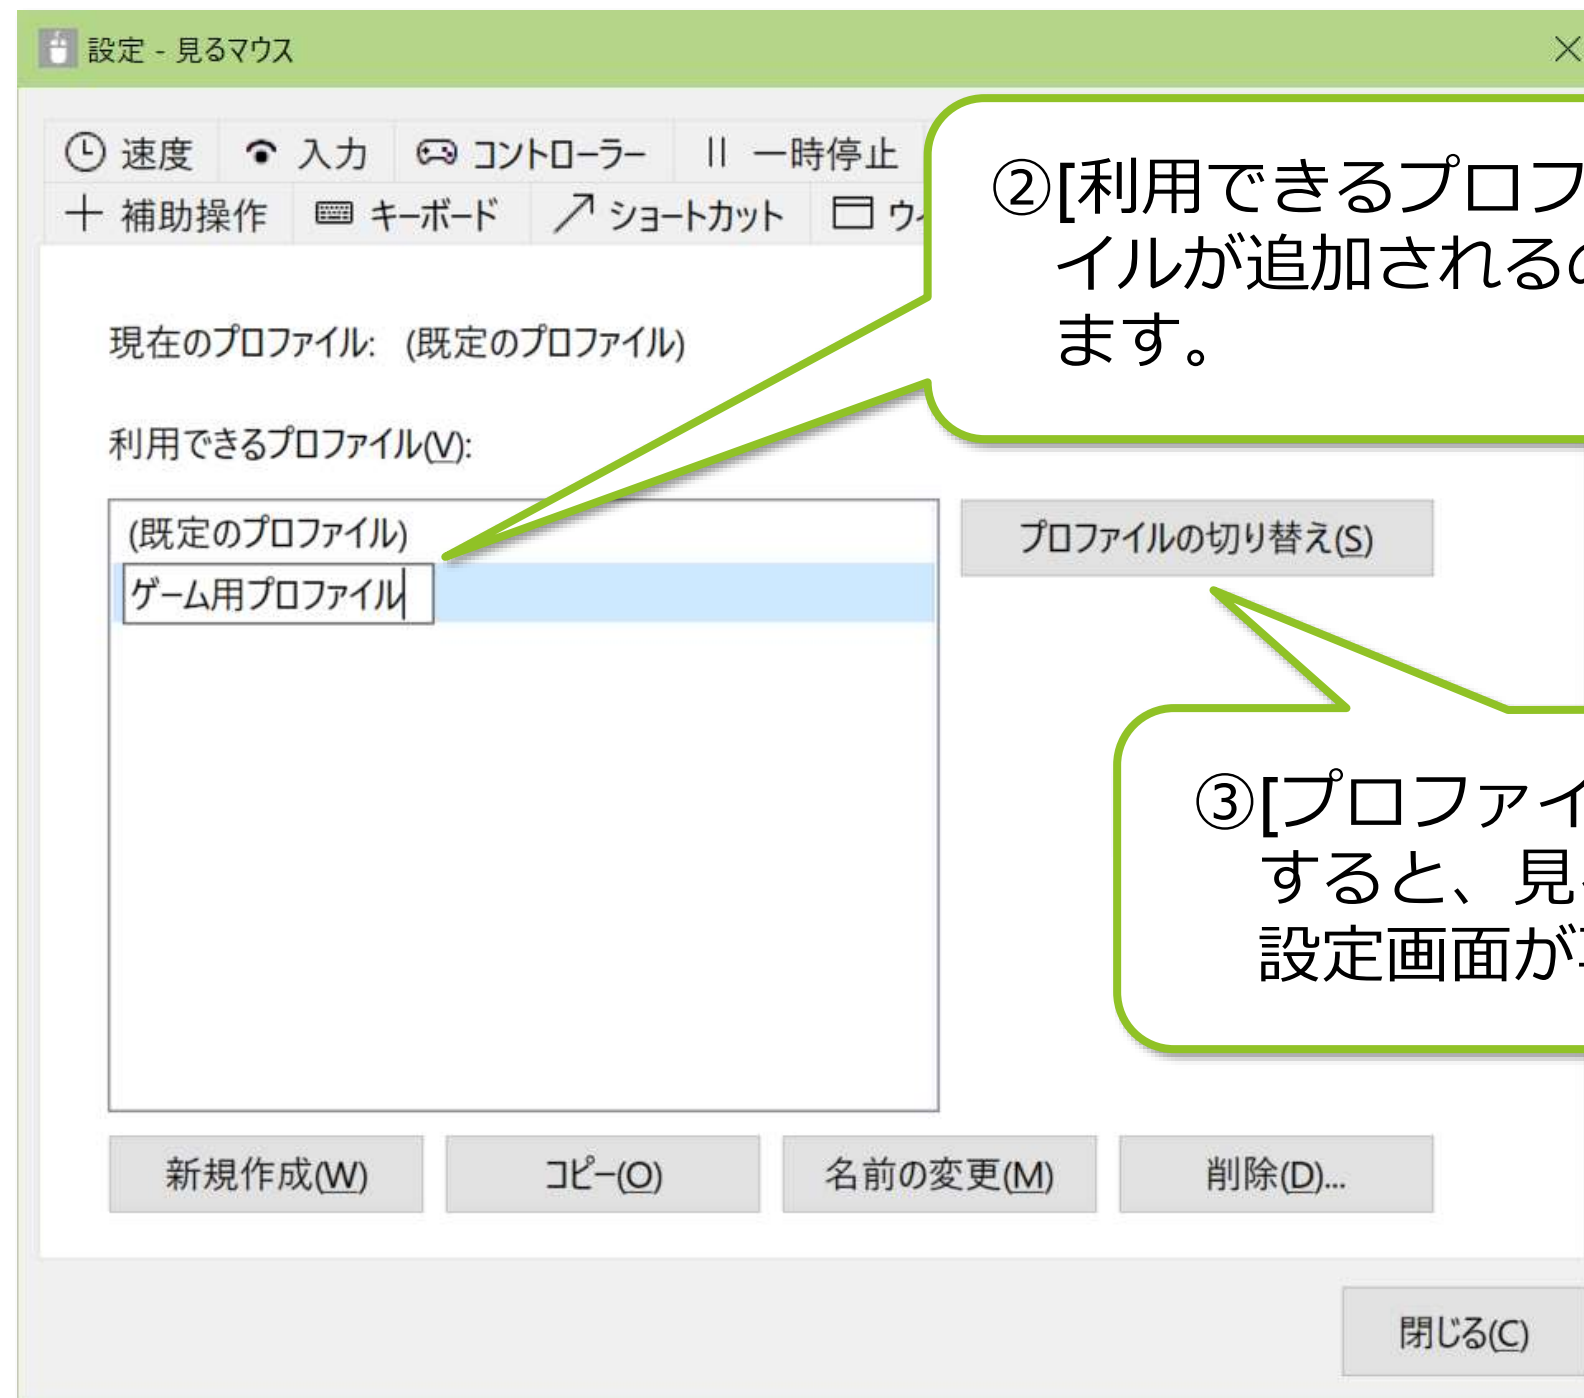 設定 - 見るマウス
速度 入力 コントローラー 一時停止
補助操作 キーボード ショートカット
②[利用できるプロフ
イルが追加される
ます。
現在のプロファイル: (既定のプロファイル)
利用できるプロファイル(V):
(既定のプロファイル)
ゲーム用プロファイル
プロファイルの切り替え(S)
③[プロファイ
すると、見
設定画面が
新規作成(W) コピー(O) 名前の変更(M) 削除(D)...
閉じる(C)